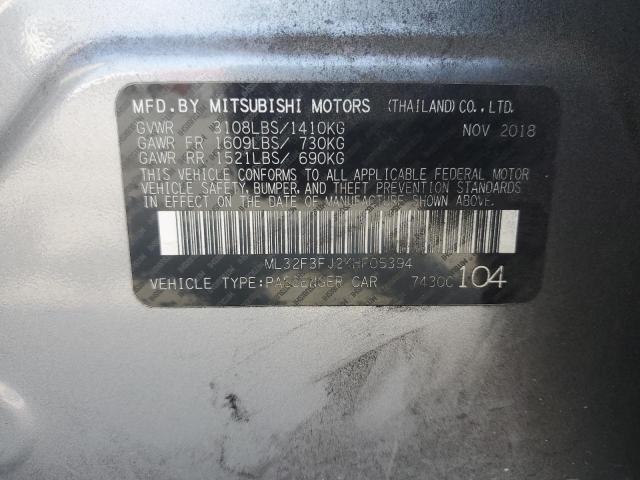 MFD.BY MITSUBISHI MOTORS (THAILAND)CO.,LTD.
GVWR 3108LBS/1410KG NOV 2018
GAWR FR 1609LBS/ 730KG
GAWR RR 1521LBS/ 690KG
THIS VEHICLE CONFORMS TO ALL APPLICABLE FEDERAL MOTOR
VEHICLE SAFETY, BUMPER, AND THEFT PREVENTION STANDARDS
IN EFFECT ON THE DATE OF MANUFACTURE SHOWN ABOVE.
ML32F3FJ2KHF05394
VEHICLE TYPE:PASSENGER CAR 7430C 104